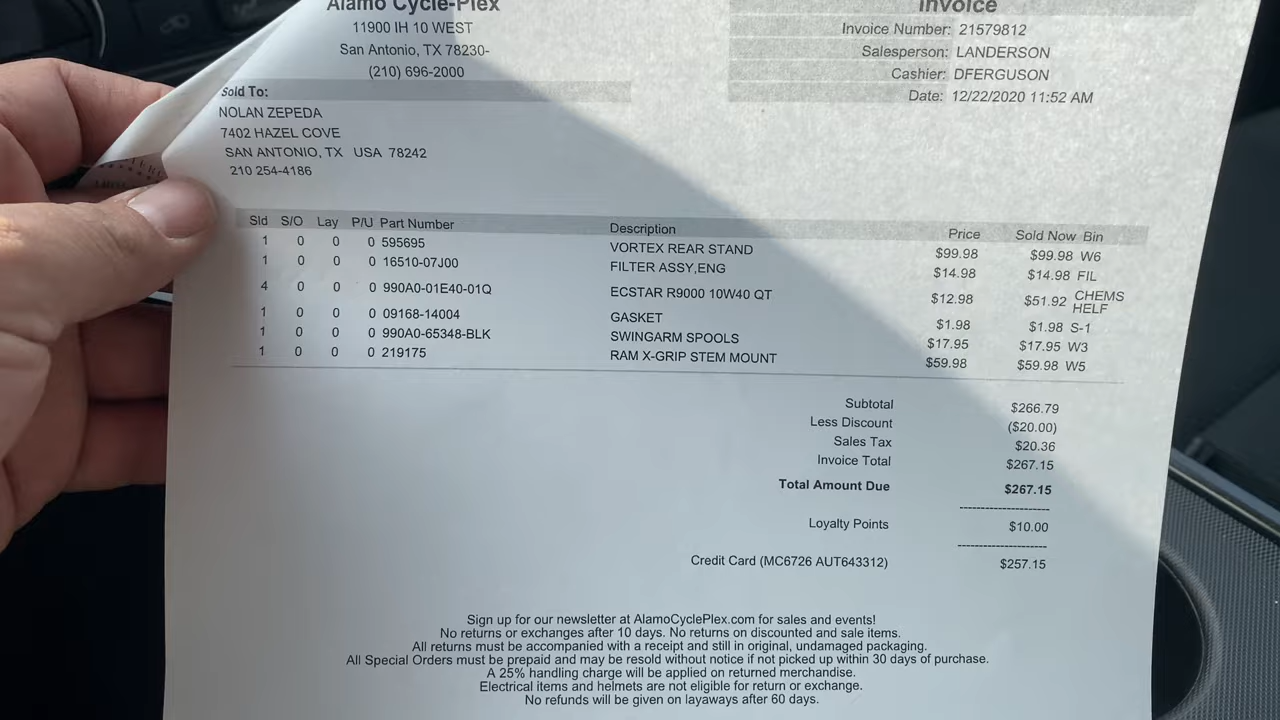 Alamo Cycle-Plex
11900 IH 10 WEST
San Antonio, TX 78230-
(210) 696-2000
Invoice
Invoice Number: 21579812
Salesperson: LANDERSON
Cashier: DFERGUSON
Date: 12/22/2020 11:52 AM
Sold To:
NOLAN ZEPEDA
7402 HAZEL COVE
SAN ANTONIO, TX USA 78242
210 254-4186
Sld S/O Lay P/U Part Number Description Price Sold Now Bin
1 0 0 0 595695 VORTEX REAR STAND $99.98 $99.98 W6
1 0 0 0 16510-07J00 FILTER ASSY,ENG $14.98 $14.98 FIL
4 0 0 0 990A0-01E40-01Q ECSTAR R9000 10W40 QT $12.98 $51.92 CHEMS
HELF
1 0 0 0 09168-14004 GASKET $1.98 $1.98 S-1
1 0 0 0 990A0-65348-BLK SWINGARM SPOOLS $17.95 $17.95 W3
1 0 0 0 219175 RAM X-GRIP STEM MOUNT $59.98 $59.98 W5
Subtotal $266.79
Less Discount ($20.00)
Sales Tax $20.36
Invoice Total $267.15
Total Amount Due $267.15
Loyalty Points $10.00
Credit Card (MC6726 AUT643312) $257.15
Sign up for our newsletter at AlamoCyclePlex.com for sales and events!
No returns or exchanges after 10 days. No returns on discounted and sale items.
All returns must be accompanied with a receipt and still in original, undamaged packaging.
All Special Orders must be prepaid and may be resold without notice if not picked up within 30 days of purchase.
A 25% handling charge will be applied on returned merchandise.
Electrical items and helmets are not eligible for return or exchange.
No refunds will be given on layaways after 60 days.